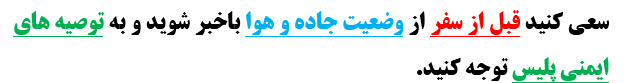 سعی کنید قبل از سفر از وضعیت جاده و هوا باخبر شوید و به توصیه های
ایمنی پلیس توجه کنید.